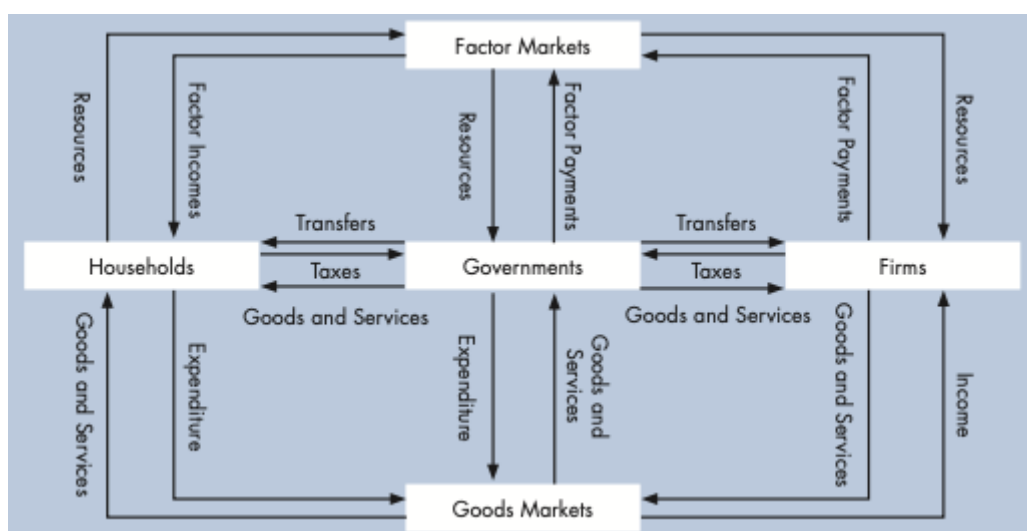 Factor Markets
Resources
Factor Incomes
Resources
Factor Payments
Factor Payments
Resources
Transfers
Transfers
Households
Governments
Firms
Taxes
Taxes
Goods and Services
Goods and Services
Goods and Services
Expenditure
Expenditure
Goods and
Services
Goods and Services
Income
Goods Markets